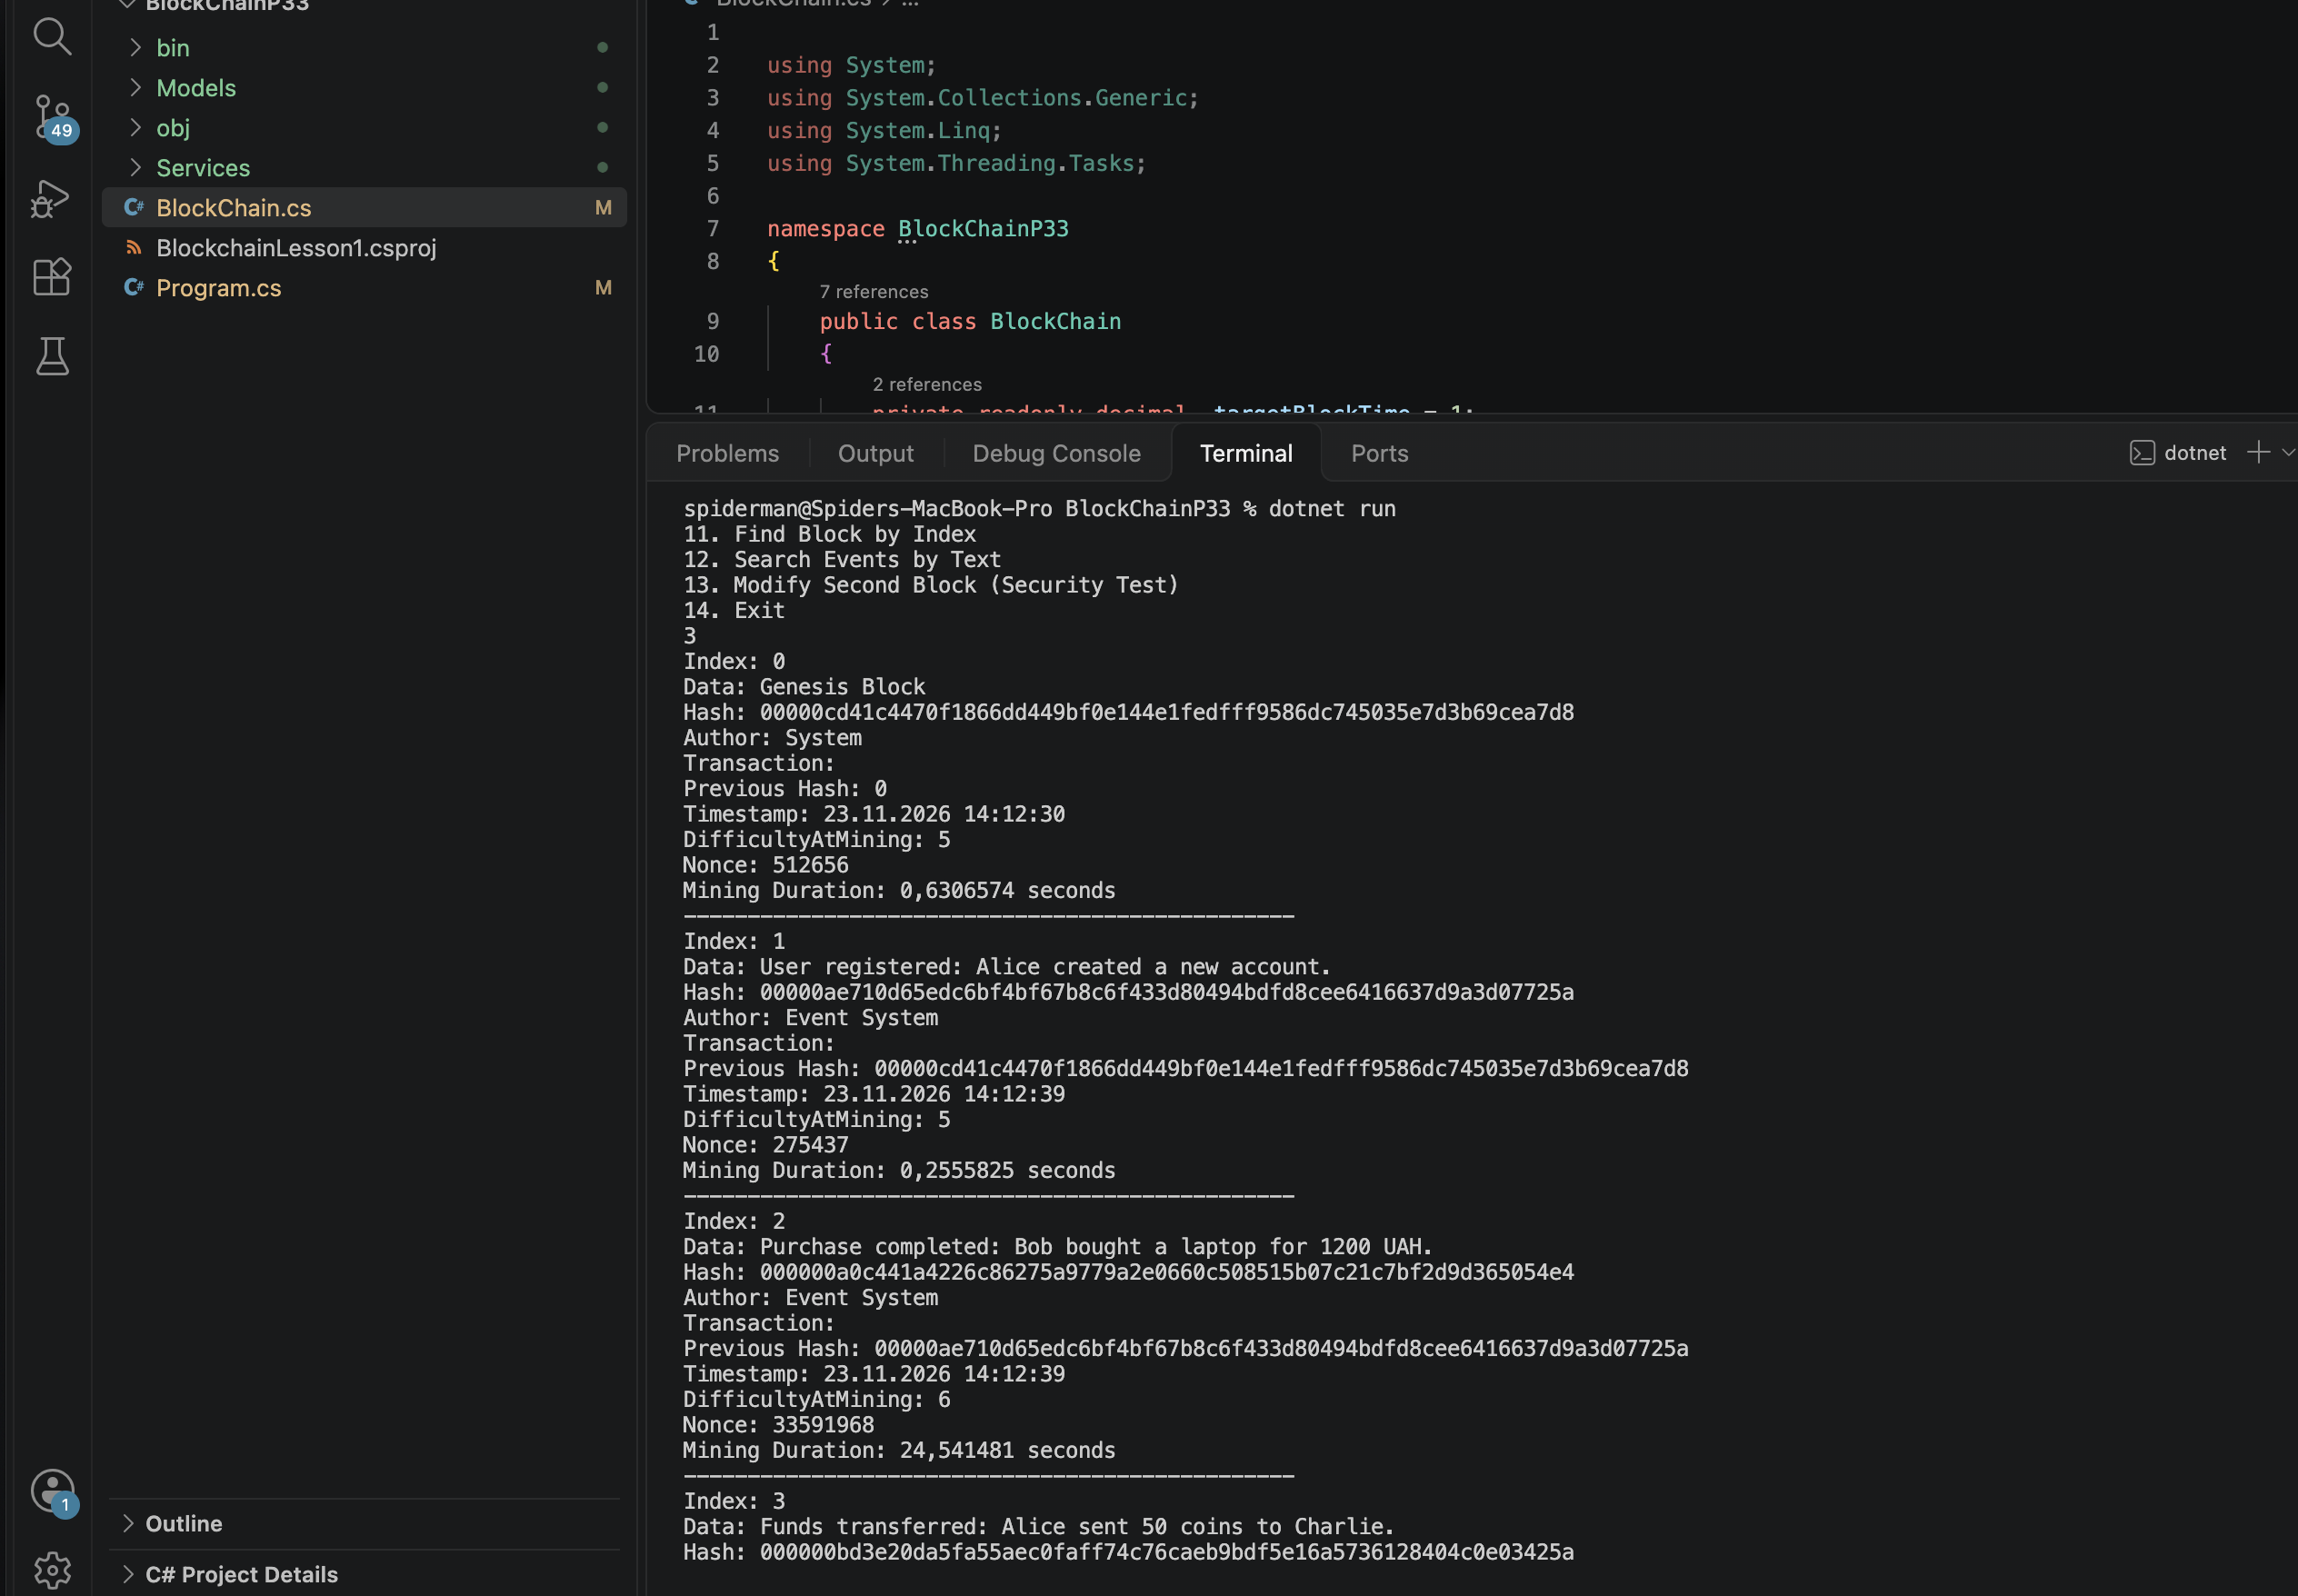 BlockChainP33
bin
Models
obj
Services
BlockChain.cs M
BlockchainLesson1.csproj
Program.cs M
49
1
Outline
C# Project Details
BlockChain.cs > ...
1
2 using System;
3 using System.Collections.Generic;
4 using System.Linq;
5 using System.Threading.Tasks;
6
7 namespace BlockChainP33
8 {
7 references
9 public class BlockChain
10 {
2 references
11 private readonly decimal _targetBlockTime = 1;
Problems Output Debug Console Terminal Ports
dotnet
spiderman@Spiders-MacBook-Pro BlockChainP33 % dotnet run
11. Find Block by Index
12. Search Events by Text
13. Modify Second Block (Security Test)
14. Exit
3
Index: 0
Data: Genesis Block
Hash: 00000cd41c4470f1866dd449bf0e144e1fedfff9586dc745035e7d3b69cea7d8
Author: System
Transaction:
Previous Hash: 0
Timestamp: 23.11.2026 14:12:30
DifficultyAtMining: 5
Nonce: 512656
Mining Duration: 0,6306574 seconds
------------------------------------------------
Index: 1
Data: User registered: Alice created a new account.
Hash: 00000ae710d65edc6bf4bf67b8c6f433d80494bdfd8cee6416637d9a3d07725a
Author: Event System
Transaction:
Previous Hash: 00000cd41c4470f1866dd449bf0e144e1fedfff9586dc745035e7d3b69cea7d8
Timestamp: 23.11.2026 14:12:39
DifficultyAtMining: 5
Nonce: 275437
Mining Duration: 0,2555825 seconds
------------------------------------------------
Index: 2
Data: Purchase completed: Bob bought a laptop for 1200 UAH.
Hash: 000000a0c441a4226c86275a9779a2e0660c508515b07c21c7bf2d9d365054e4
Author: Event System
Transaction:
Previous Hash: 00000ae710d65edc6bf4bf67b8c6f433d80494bdfd8cee6416637d9a3d07725a
Timestamp: 23.11.2026 14:12:39
DifficultyAtMining: 6
Nonce: 33591968
Mining Duration: 24,541481 seconds
------------------------------------------------
Index: 3
Data: Funds transferred: Alice sent 50 coins to Charlie.
Hash: 000000bd3e20da5fa55aec0faff74c76caeb9bdf5e16a5736128404c0e03425a